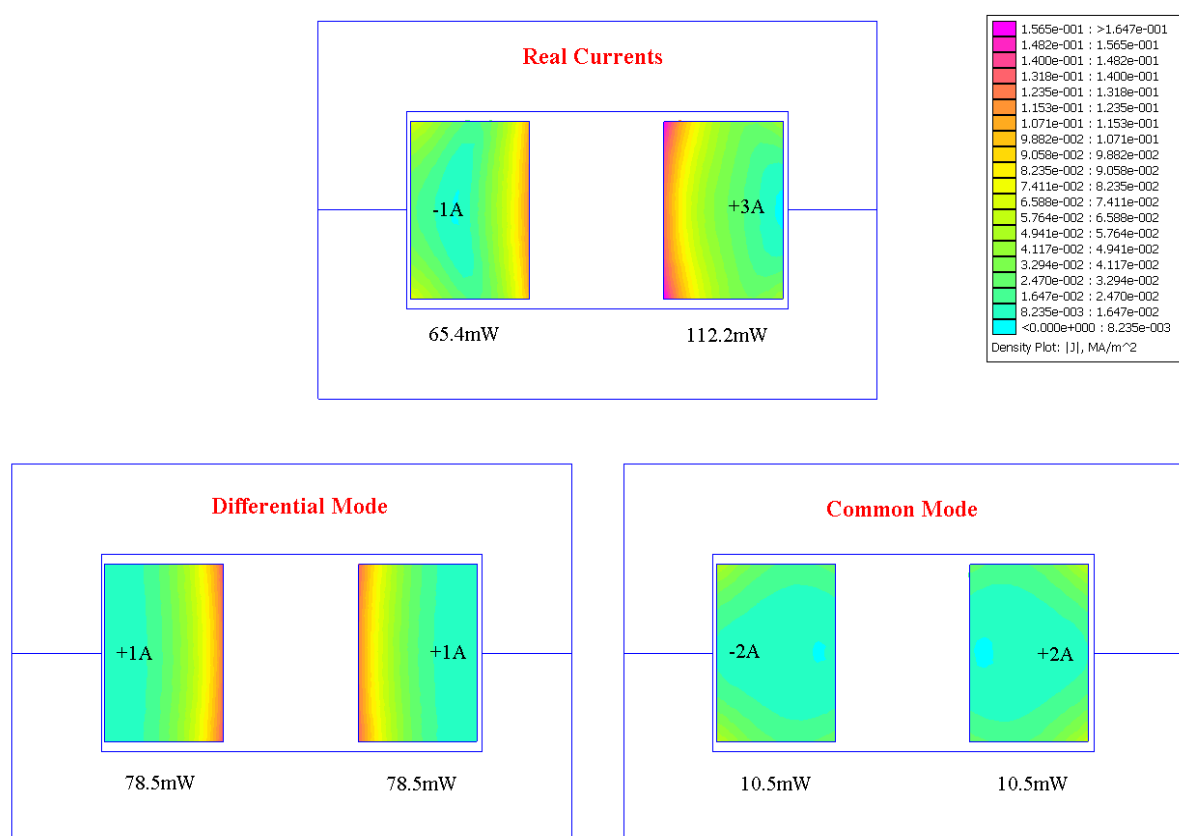 Real Currents
-1A
+3A
65.4mW
112.2mW
1.565e-001 : >1.647e-001
1.482e-001 : 1.565e-001
1.400e-001 : 1.482e-001
1.318e-001 : 1.400e-001
1.235e-001 : 1.318e-001
1.153e-001 : 1.235e-001
1.071e-001 : 1.153e-001
9.882e-002 : 1.071e-001
9.058e-002 : 9.882e-002
8.235e-002 : 9.058e-002
7.411e-002 : 8.235e-002
6.588e-002 : 7.411e-002
5.764e-002 : 6.588e-002
4.941e-002 : 5.764e-002
4.117e-002 : 4.941e-002
3.294e-002 : 4.117e-002
2.470e-002 : 3.294e-002
1.647e-002 : 2.470e-002
8.235e-003 : 1.647e-002
<0.000e+000 : 8.235e-003
Density Plot: |J|, MA/m^2
Differential Mode
+1A
+1A
78.5mW
78.5mW
Common Mode
-2A
+2A
10.5mW
10.5mW